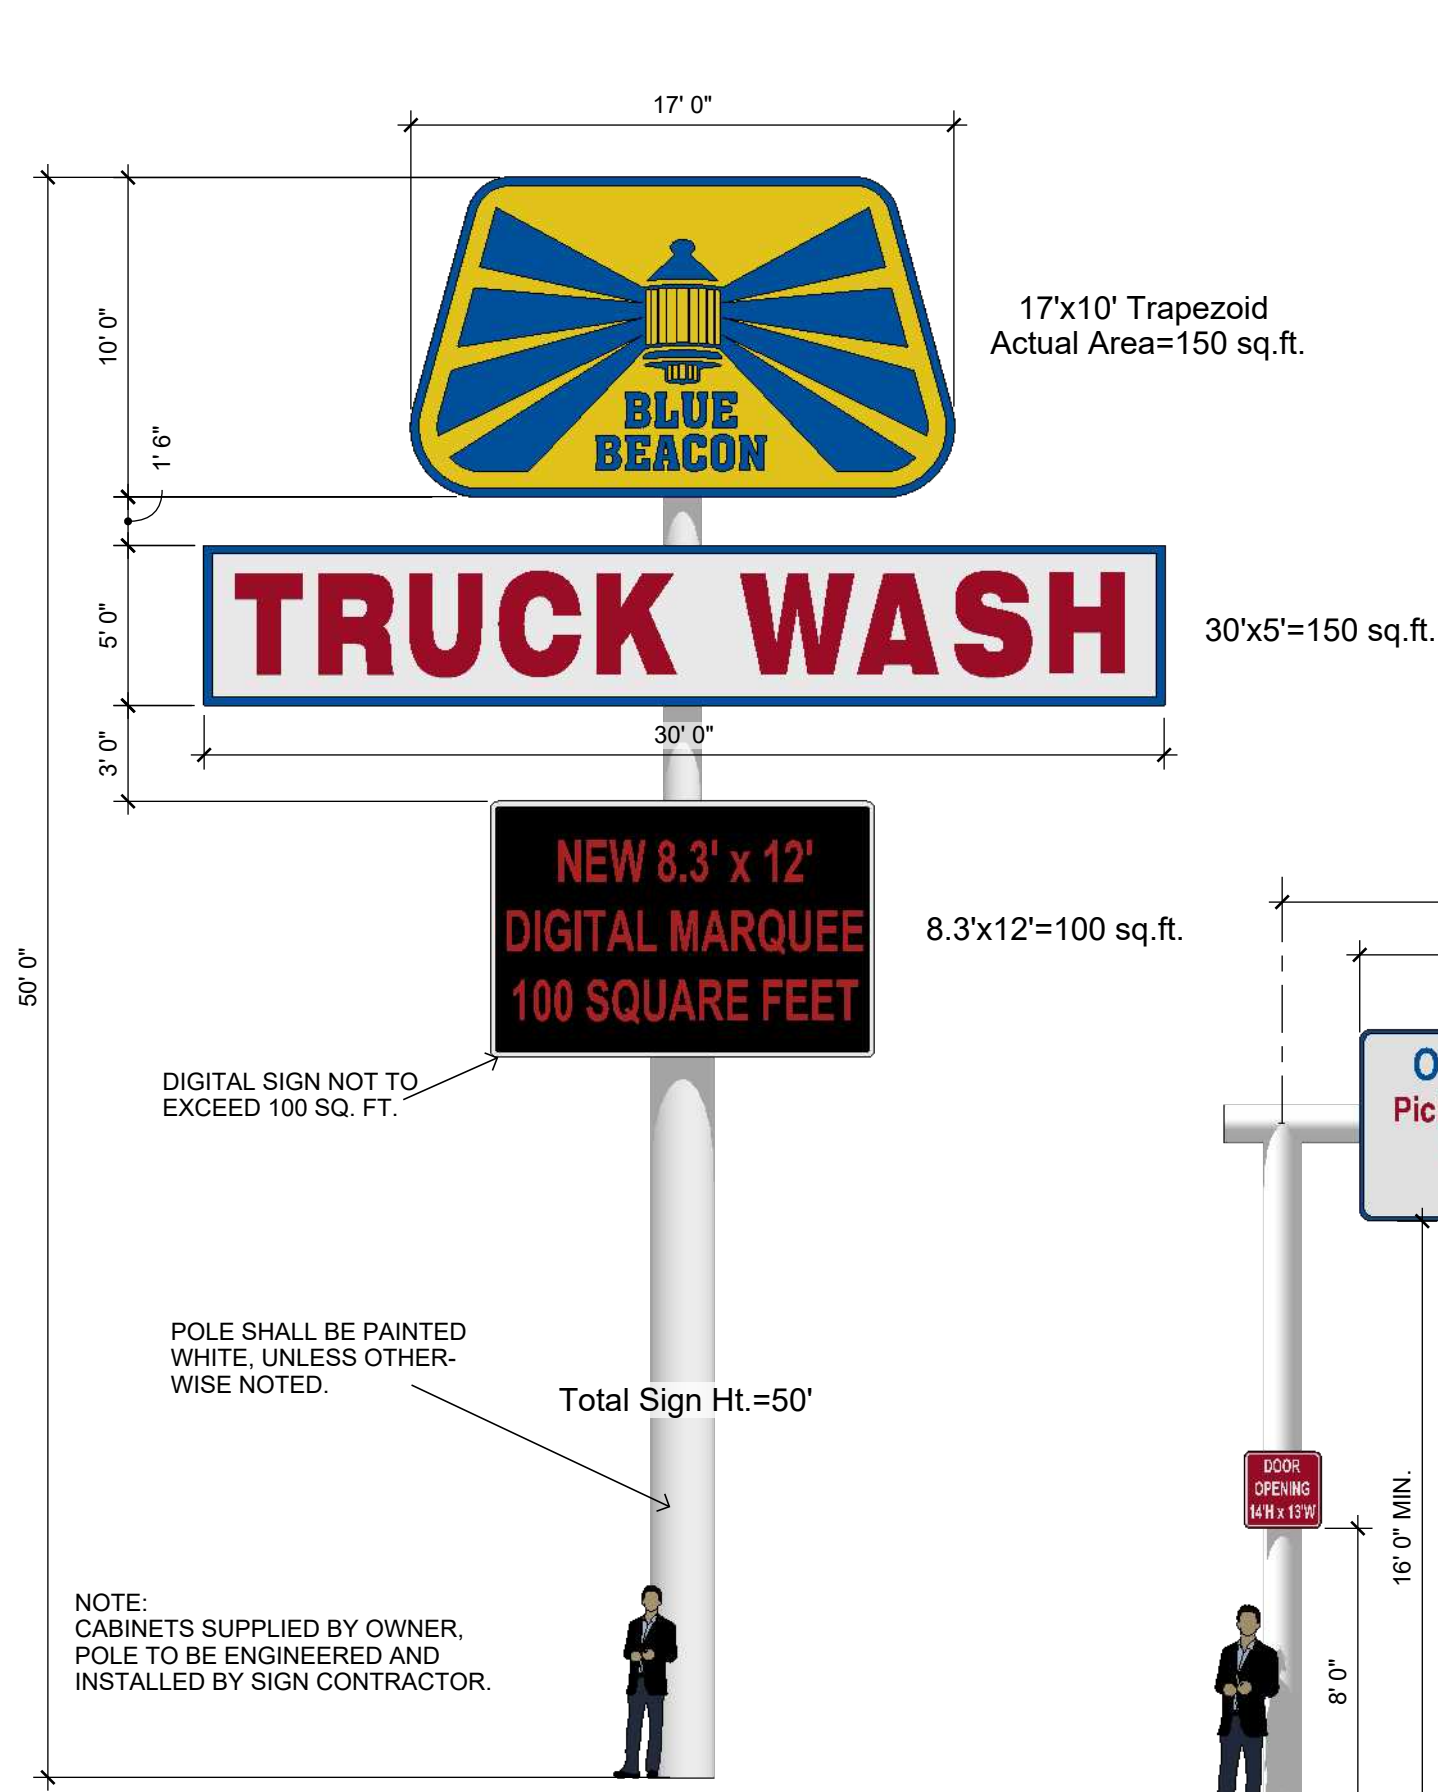 17' 0"
10' 0"
BLUE
BEACON
17'x10' Trapezoid
Actual Area=150 sq.ft.
1' 6"
5' 0"
TRUCK WASH
30'x5'=150 sq.ft.
3' 0"
30' 0"
NEW 8.3' x 12'
DIGITAL MARQUEE
100 SQUARE FEET
8.3'x12'=100 sq.ft.
50' 0"
DIGITAL SIGN NOT TO
EXCEED 100 SQ. FT.
O
Pic
POLE SHALL BE PAINTED
WHITE, UNLESS OTHER-
WISE NOTED.
Total Sign Ht.=50'
DOOR
OPENING
14'H x 13'W
16' 0" MIN.
8' 0"
NOTE:
CABINETS SUPPLIED BY OWNER,
POLE TO BE ENGINEERED AND
INSTALLED BY SIGN CONTRACTOR.